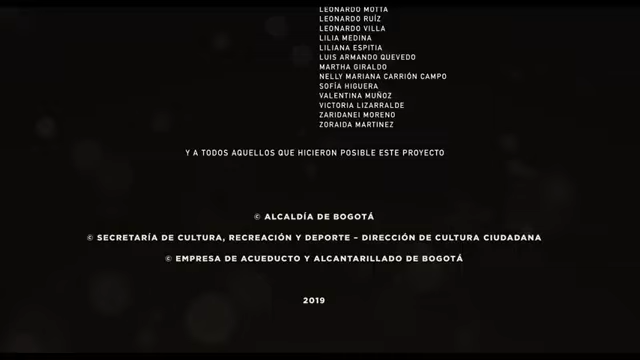 LEONARDO MOTTA
LEONARDO RUÍZ
LEONARDO VILLA
LILIA MEDINA
LILIANA ESPITIA
LUIS ARMANDO QUEVEDO
MARTHA GIRALDO
NELLY MARIANA CARRIÓN CAMPO
SOFÍA HIGUERA
VALENTINA MUÑOZ
VICTORIA LIZARRALDE
ZARIDANEI MORENO
ZORAIDA MARTINEZ
Y A TODOS AQUELLOS QUE HICIERON POSIBLE ESTE PROYECTO
© ALCALDÍA DE BOGOTÁ
© SECRETARÍA DE CULTURA, RECREACIÓN Y DEPORTE – DIRECCIÓN DE CULTURA CIUDADANA
© EMPRESA DE ACUEDUCTO Y ALCANTARILLADO DE BOGOTÁ
2019